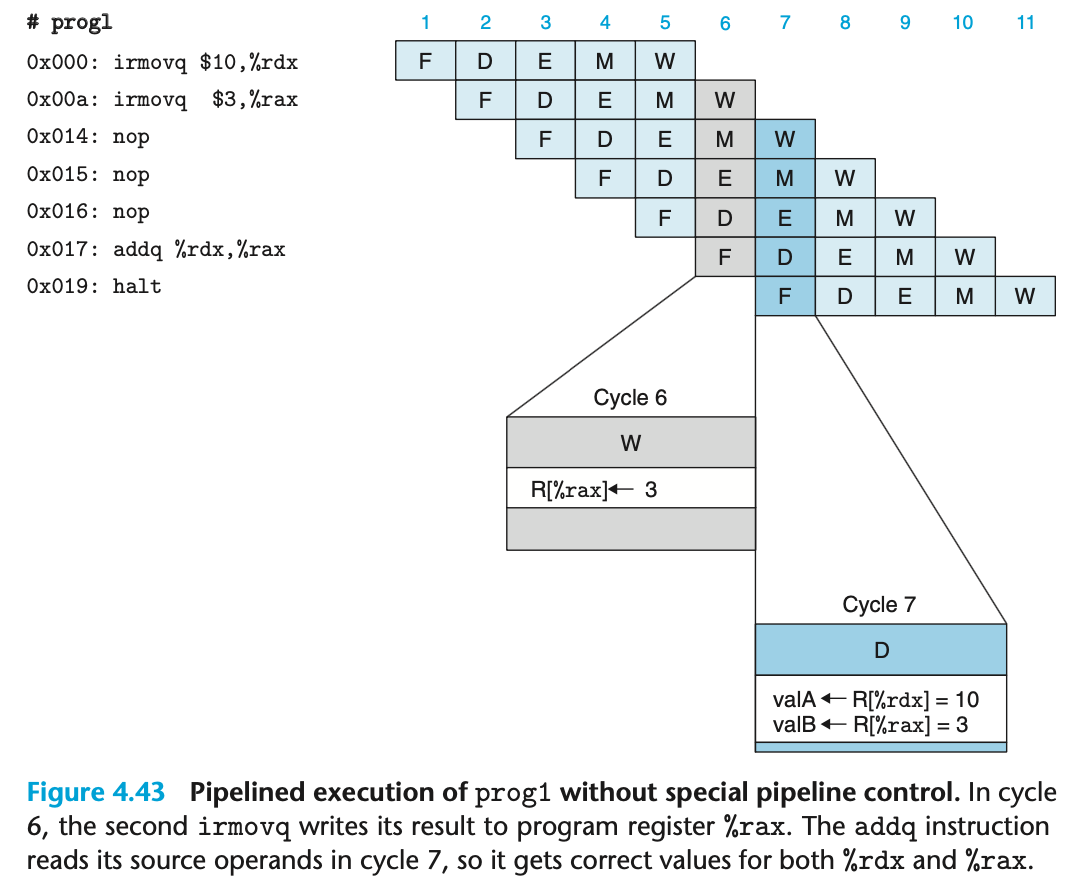 # prog1 1 2 3 4 5 6 7 8 9 10 11
0x000: irmovq $10,%rdx F D E M W
0x00a: irmovq  $3,%rax F D E M W
0x014: nop F D E M W
0x015: nop F D E M W
0x016: nop F D E M W
0x017: addq %rdx,%rax F D E M W
0x019: halt F D E M W
Cycle 6
W
R[%rax]← 3
Cycle 7
D
valA ← R[%rdx] = 10
valB ← R[%rax] = 3
Figure 4.43 Pipelined execution of prog1 without special pipeline control. In cycle
6, the second irmovq writes its result to program register %rax. The addq instruction
reads its source operands in cycle 7, so it gets correct values for both %rdx and %rax.